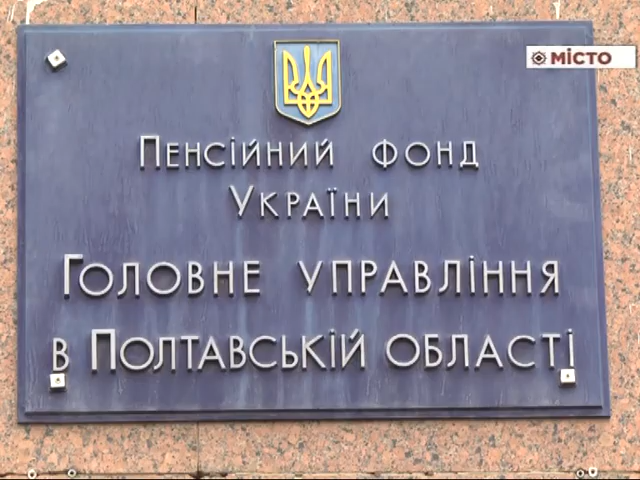 МІСТО
Пенсійний фонд
України
Головне управління
в Полтавській області